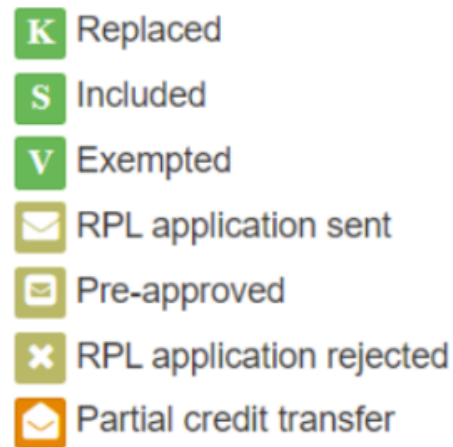 K Replaced
S Included
V Exempted
RPL application sent
Pre-approved
RPL application rejected
Partial credit transfer